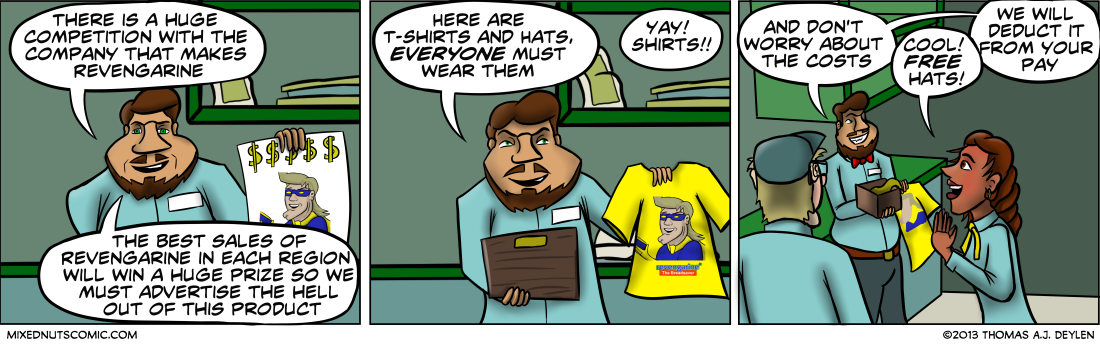 THERE IS A HUGE
COMPETITION WITH THE
COMPANY THAT MAKES
REVENGARINE
$$$$$
THE BEST SALES OF
REVENGARINE IN EACH REGION
WILL WIN A HUGE PRIZE SO WE
MUST ADVERTISE THE HELL
OUT OF THIS PRODUCT
HERE ARE
T-SHIRTS AND HATS,
EVERYONE MUST
WEAR THEM
YAY!
SHIRTS!!
revengarine
AND DON'T
WORRY ABOUT
THE COSTS
COOL!
FREE
HATS!
WE WILL
DEDUCT IT
FROM YOUR
PAY
MIXEDNUTSCOMIC.COM
©2013 THOMAS A.J. DEYLEN